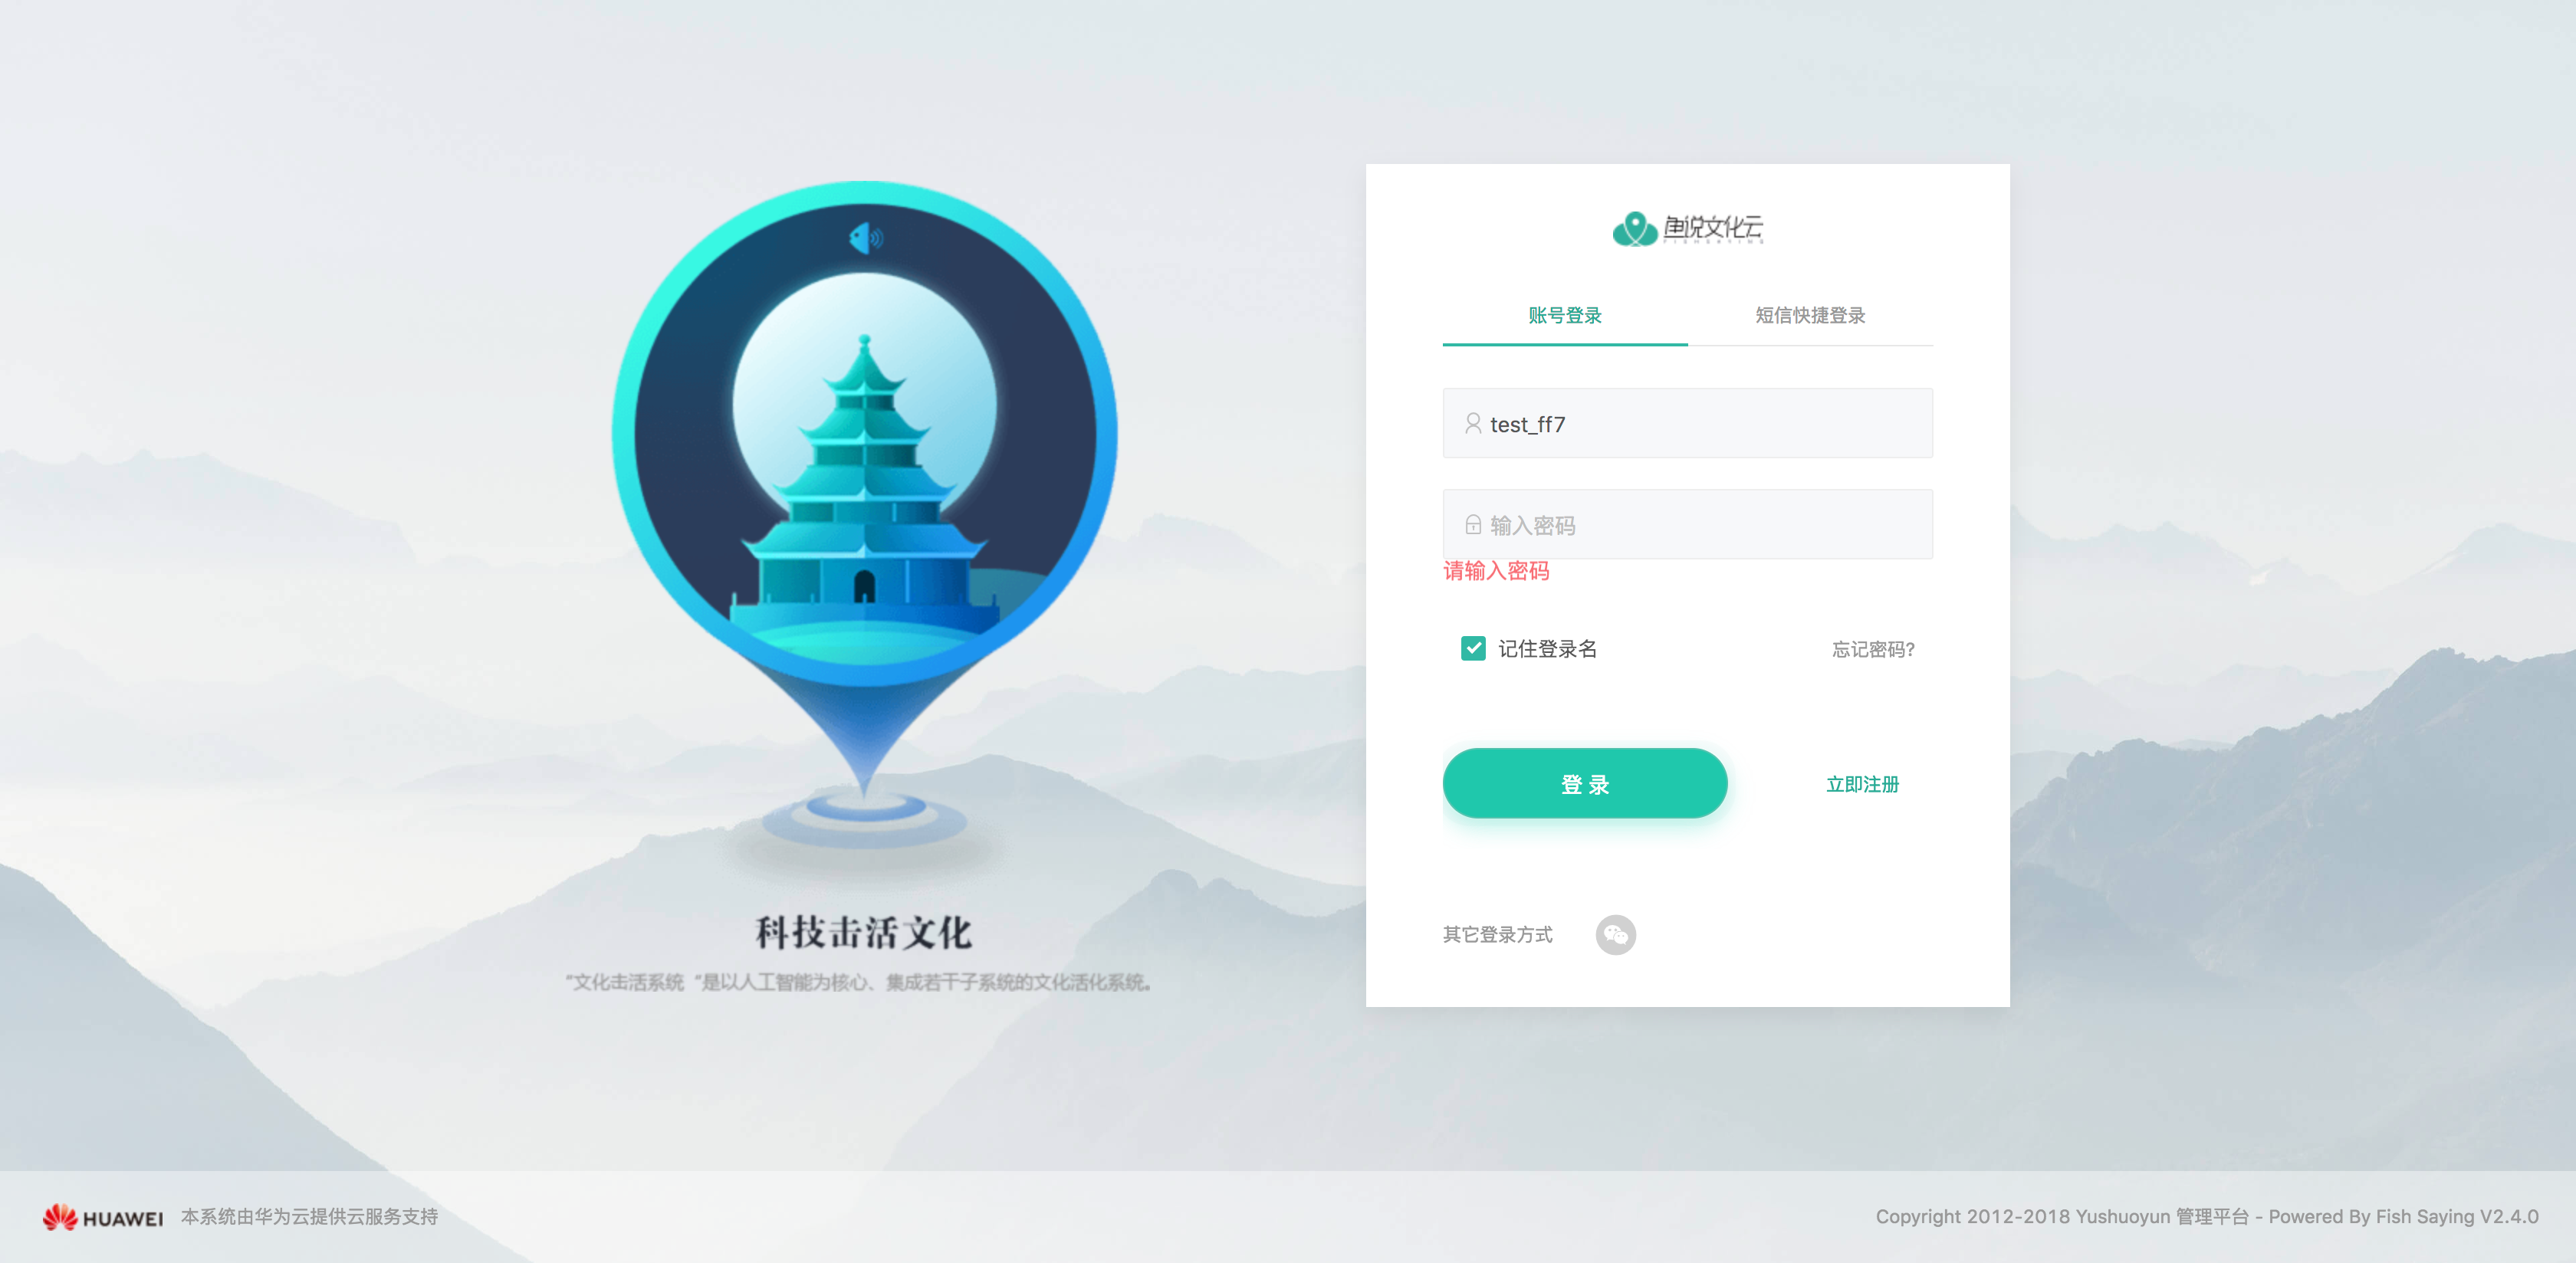 科技击活文化
“文化击活系统 “是以人工智能为核心、集成若干子系统的文化活化系统。
鱼说文化云
FISHSAYING
账号登录
短信快捷登录
test_ff7
输入密码
请输入密码
记住登录名
忘记密码?
登 录
立即注册
其它登录方式
HUAWEI 本系统由华为云提供云服务支持
Copyright 2012-2018 Yushuoyun 管理平台 - Powered By Fish Saying V2.4.0